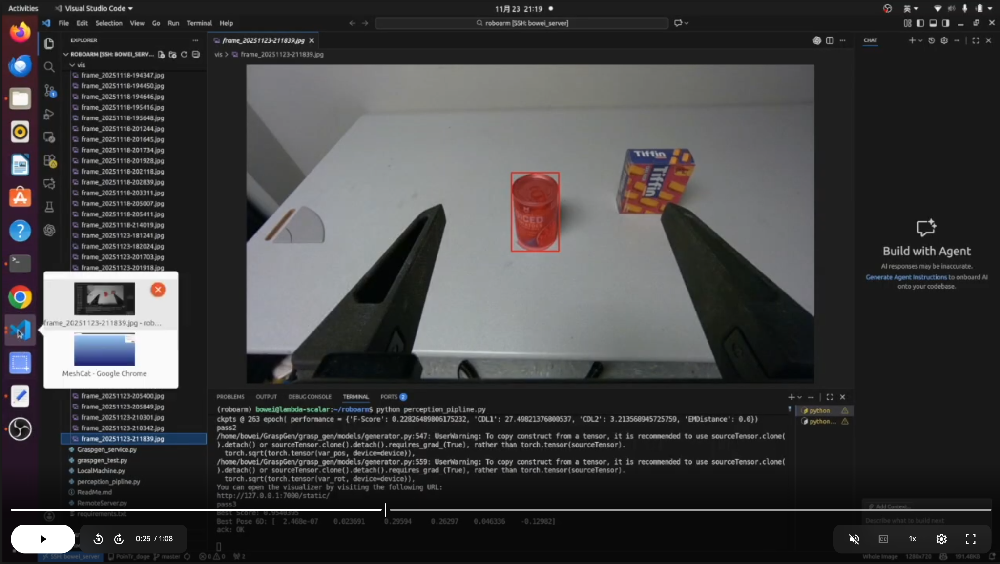 Activities
Visual Studio Code
11月 23 21:19
英
File Edit Selection View Go Run Terminal Help
roboarm [SSH: bowei_server]
EXPLORER
ROBOARM [SSH: BOWEI_SERV...
vis
frame_20251118-194347.jpg
frame_20251118-194450.jpg
frame_20251118-194646.jpg
frame_20251118-195416.jpg
frame_20251118-195648.jpg
frame_20251118-201244.jpg
frame_20251118-201645.jpg
frame_20251118-201734.jpg
frame_20251118-201928.jpg
frame_20251118-202118.jpg
frame_20251118-202839.jpg
frame_20251118-203311.jpg
frame_20251118-205007.jpg
frame_20251118-205411.jpg
frame_20251118-214019.jpg
frame_20251123-181241.jpg
frame_20251123-182024.jpg
frame_20251123-201703.jpg
frame_20251123-201918.jpg
frame_20251123-211839.jpg - rob...
MeshCat - Google Chrome
frame_20251123-205400.jpg
frame_20251123-205849.jpg
frame_20251123-210301.jpg
frame_20251123-210342.jpg
frame_20251123-211839.jpg
Graspgen_service.py
graspgen_test.py
LocalMachine.py
perception_pipline.py
ReadMe.md
RemoteServer.py
requirements.txt
frame_20251123-211839.jpg
vis > frame_20251123-211839.jpg
Tiffin
Tiffin
DICED
PROBLEMS OUTPUT DEBUG CONSOLE TERMINAL PORTS 2
(roboarm) bowei@lambda-scalar:~/roboarm$ python perception_pipline.py
ckpts @ 263 epoch( performance = {'F-Score': 0.22826489806175232, 'CDL1': 27.49821376800537, 'CDL2': 3.213568945725759, 'EMDistance': 0.0})
pass2
/home/bowei/GraspGen/grasp_gen/models/generator.py:547: UserWarning: To copy construct from a tensor, it is recommended to use sourceTensor.clone(
).detach() or sourceTensor.clone().detach().requires_grad_(True), rather than torch.tensor(sourceTensor).
torch.sqrt(torch.tensor(var_pos, device=device)),
/home/bowei/GraspGen/grasp_gen/models/generator.py:559: UserWarning: To copy construct from a tensor, it is recommended to use sourceTensor.clone(
).detach() or sourceTensor.clone().detach().requires_grad_(True), rather than torch.tensor(sourceTensor).
torch.sqrt(torch.tensor(var_rot, device=device)),
You can open the visualizer by visiting the following URL:
http://127.0.0.1:7000/static/
pass3
Best Score: 0.9540395
Best Pose 6D: [ 2.468e-07 0.023691 0.29594 0.26297 0.046336 -0.12982]
ack: OK
python
python...
CHAT
Build with Agent
AI responses may be inaccurate.
Generate Agent Instructions to onboard AI
onto your codebase.
Add Context...
Describe what to build next
0:25 / 1:08
1x
SSH: bowei_server PoinTr_doge master 0 0 2
Whole Image 1280x720 191.48KB